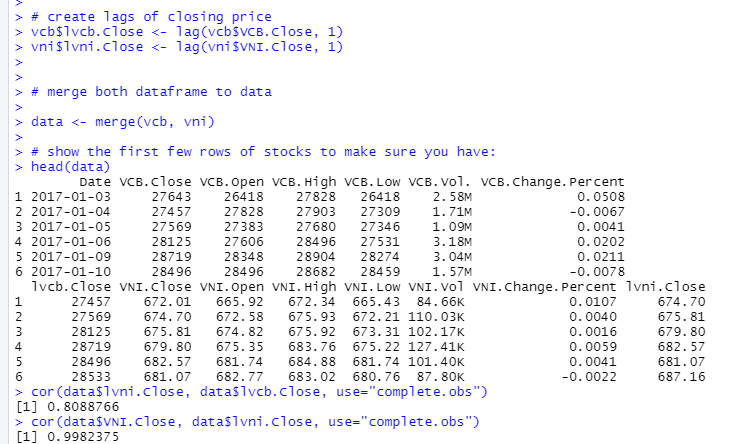 >
> # create lags of closing price
> vcb$lvcb.Close <- lag(vcb$VCB.Close, 1)
> vni$lvni.Close <- lag(vni$VNI.Close, 1)
>
>
> # merge both dataframe to data
>
> data <- merge(vcb, vni)
>
> # show the first few rows of stocks to make sure you have:
> head(data)
Date VCB.Close VCB.Open VCB.High VCB.Low VCB.Vol. VCB.Change.Percent
1 2017-01-03 27643 26418 27828 26418 2.58M 0.0508
2 2017-01-04 27457 27828 27903 27309 1.71M -0.0067
3 2017-01-05 27569 27383 27680 27346 1.09M 0.0041
4 2017-01-06 28125 27606 28496 27531 3.18M 0.0202
5 2017-01-09 28719 28348 28904 28274 3.04M 0.0211
6 2017-01-10 28496 28496 28682 28459 1.57M -0.0078
lvcb.Close VNI.Close VNI.Open VNI.High VNI.Low VNI.Vol VNI.Change.Percent lvni.Close
1 27457 672.01 665.92 672.34 665.43 84.66K 0.0107 674.70
2 27569 674.70 672.58 675.93 672.21 110.03K 0.0040 675.81
3 28125 675.81 674.82 675.92 673.31 102.17K 0.0016 679.80
4 28719 679.80 675.35 683.76 675.22 127.41K 0.0059 682.57
5 28496 682.57 681.74 684.88 681.74 101.40K 0.0041 681.07
6 28533 681.07 682.77 683.02 680.76 87.80K -0.0022 687.16
> cor(data$lvni.Close, data$lvcb.Close, use="complete.obs")
[1] 0.8088766
> cor(data$VNI.Close, data$lvni.Close, use="complete.obs")
[1] 0.9982375